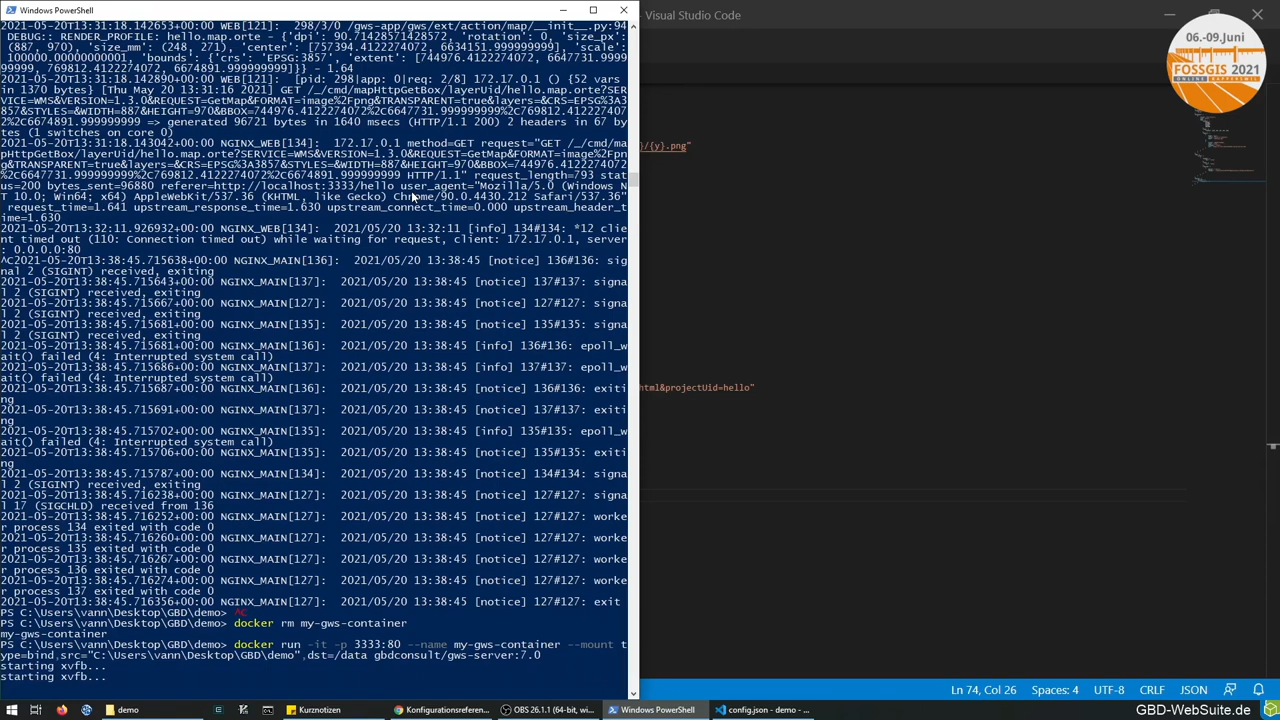 Windows PowerShell
2021-05-20T13:31:18.142653+00:00 WEB[121]:  298/3/0 /gws-app/gws/ext/action/map/__init__.py:94
 DEBUG:: RENDER_PROFILE: hello.map.orte - {'dpi': 90.71428571428572, 'rotation': 0, 'size_px':
 (887, 970), 'size_mm': (248, 271), 'center': [757394.4122274072, 6634151.999999999], 'scale':
 100000.00000000001, 'bounds': {'crs': 'EPSG:3857', 'extent': [744976.4122274072, 6647731.9999
99999, 769812.4122274072, 6674891.999999999]}} - 1.64
2021-05-20T13:31:18.142890+00:00 WEB[121]:  [pid: 298|app: 0|req: 2/8] 172.17.0.1 () {52 vars
in 1370 bytes} [Thu May 20 13:31:16 2021] GET /_/cmd/mapHttpGetBox/layerUid/hello.map.orte?SER
VICE=WMS&VERSION=1.3.0&REQUEST=GetMap&FORMAT=image%2Fpng&TRANSPARENT=true&layers=&CRS=EPSG%3A3
857&STYLES=&WIDTH=887&HEIGHT=970&BBOX=744976.4122274072%2C6647731.999999999%2C769812.412227407
2%2C6674891.999999999 => generated 96721 bytes in 1640 msecs (HTTP/1.1 200) 2 headers in 67 by
tes (1 switches on core 0)
2021-05-20T13:31:18.143042+00:00 NGINX_WEB[134]:  172.17.0.1 method=GET request="GET /_/cmd/ma
pHttpGetBox/layerUid/hello.map.orte?SERVICE=WMS&VERSION=1.3.0&REQUEST=GetMap&FORMAT=image%2Fpn
g&TRANSPARENT=true&layers=&CRS=EPSG%3A3857&STYLES=&WIDTH=887&HEIGHT=970&BBOX=744976.4122274072
%2C6647731.999999999%2C769812.4122274072%2C6674891.999999999 HTTP/1.1" request_length=793 stat
us=200 bytes_sent=96880 referer=http://localhost:3333/hello user_agent="Mozilla/5.0 (Windows N
T 10.0; Win64; x64) AppleWebKit/537.36 (KHTML, like Gecko) Chrome/90.0.4430.212 Safari/537.36"
 request_time=1.641 upstream_response_time=1.630 upstream_connect_time=0.000 upstream_header_t
ime=1.630
2021-05-20T13:32:11.926932+00:00 NGINX_WEB[134]:  2021/05/20 13:32:11 [info] 134#134: *12 clie
nt timed out (110: Connection timed out) while waiting for request, client: 172.17.0.1, server
: 0.0.0.0:80
^C2021-05-20T13:38:45.715638+00:00 NGINX_MAIN[136]:  2021/05/20 13:38:45 [notice] 136#136: sig
nal 2 (SIGINT) received, exiting
2021-05-20T13:38:45.715643+00:00 NGINX_MAIN[137]:  2021/05/20 13:38:45 [notice] 137#137: signa
l 2 (SIGINT) received, exiting
2021-05-20T13:38:45.715667+00:00 NGINX_MAIN[127]:  2021/05/20 13:38:45 [notice] 127#127: signa
l 2 (SIGINT) received, exiting
2021-05-20T13:38:45.715681+00:00 NGINX_MAIN[135]:  2021/05/20 13:38:45 [notice] 135#135: signa
l 2 (SIGINT) received, exiting
2021-05-20T13:38:45.715681+00:00 NGINX_MAIN[136]:  2021/05/20 13:38:45 [info] 136#136: epoll_w
ait() failed (4: Interrupted system call)
2021-05-20T13:38:45.715686+00:00 NGINX_MAIN[137]:  2021/05/20 13:38:45 [info] 137#137: epoll_w
ait() failed (4: Interrupted system call)
2021-05-20T13:38:45.715687+00:00 NGINX_MAIN[136]:  2021/05/20 13:38:45 [notice] 136#136: exiti
ng
2021-05-20T13:38:45.715691+00:00 NGINX_MAIN[137]:  2021/05/20 13:38:45 [notice] 137#137: exiti
ng
2021-05-20T13:38:45.715702+00:00 NGINX_MAIN[135]:  2021/05/20 13:38:45 [info] 135#135: epoll_w
ait() failed (4: Interrupted system call)
2021-05-20T13:38:45.715706+00:00 NGINX_MAIN[135]:  2021/05/20 13:38:45 [notice] 135#135: exiti
ng
2021-05-20T13:38:45.715787+00:00 NGINX_MAIN[134]:  2021/05/20 13:38:45 [notice] 134#134: signa
l 2 (SIGINT) received, exiting
2021-05-20T13:38:45.716238+00:00 NGINX_MAIN[127]:  2021/05/20 13:38:45 [notice] 127#127: signa
l 17 (SIGCHLD) received from 136
2021-05-20T13:38:45.716252+00:00 NGINX_MAIN[127]:  2021/05/20 13:38:45 [notice] 127#127: worke
r process 134 exited with code 0
2021-05-20T13:38:45.716260+00:00 NGINX_MAIN[127]:  2021/05/20 13:38:45 [notice] 127#127: worke
r process 135 exited with code 0
2021-05-20T13:38:45.716267+00:00 NGINX_MAIN[127]:  2021/05/20 13:38:45 [notice] 127#127: worke
r process 136 exited with code 0
2021-05-20T13:38:45.716274+00:00 NGINX_MAIN[127]:  2021/05/20 13:38:45 [notice] 127#127: worke
r process 137 exited with code 0
2021-05-20T13:38:45.716356+00:00 NGINX_MAIN[127]:  2021/05/20 13:38:45 [notice] 127#127: exit
PS C:\Users\vann\Desktop\GBD\demo> ^C
PS C:\Users\vann\Desktop\GBD\demo> docker rm my-gws-container
my-gws-container
PS C:\Users\vann\Desktop\GBD\demo> docker run -it -p 3333:80 --name my-gws-container --mount t
ype=bind,src="C:\Users\vann\Desktop\GBD\demo",dst=/data gbdconsult/gws-server:7.0
starting xvfb...
starting xvfb...
- Visual Studio Code
06.-09.Juni
FOSSGIS 2021
ONLINE RAPPERSWIL
}/{y}.png"
html&projectUid=hello"
Ln 74, Col 26 Spaces: 4 UTF-8 CRLF JSON
demo Kurznotizen Konfigurationsrefere... OBS 26.1.1 (64-bit, win... Windows PowerShell config.json - demo - ... GBD-WebSuite.de